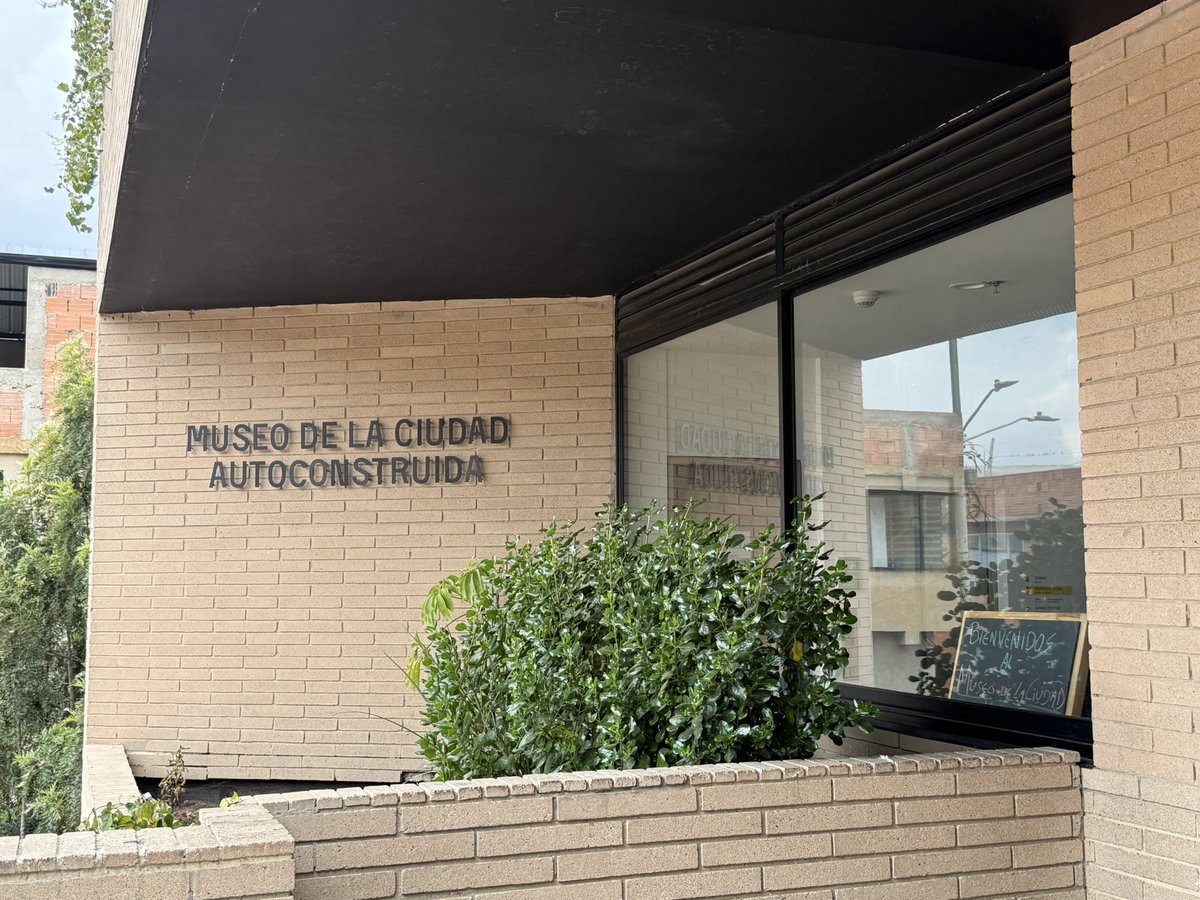 MUSEO DE LA CIUDAD
AUTOCONSTRUIDA
BIENVENIDOS
AL
MUSEO DE LA CIUDAD